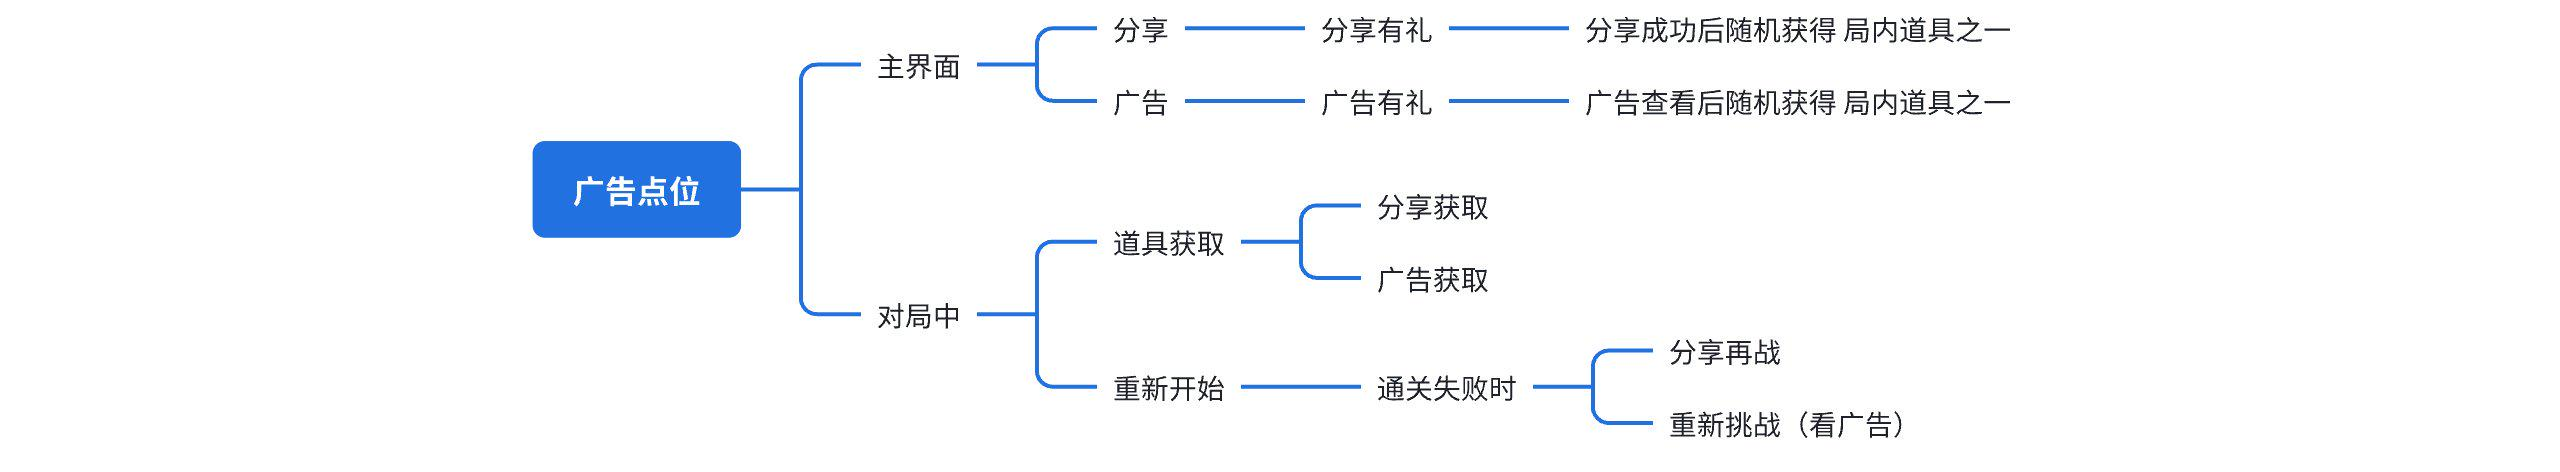 广告点位
主界面
分享
分享有礼
分享成功后随机获得 局内道具之一
广告
广告有礼
广告查看后随机获得 局内道具之一
对局中
道具获取
分享获取
广告获取
重新开始
通关失败时
分享再战
重新挑战（看广告）